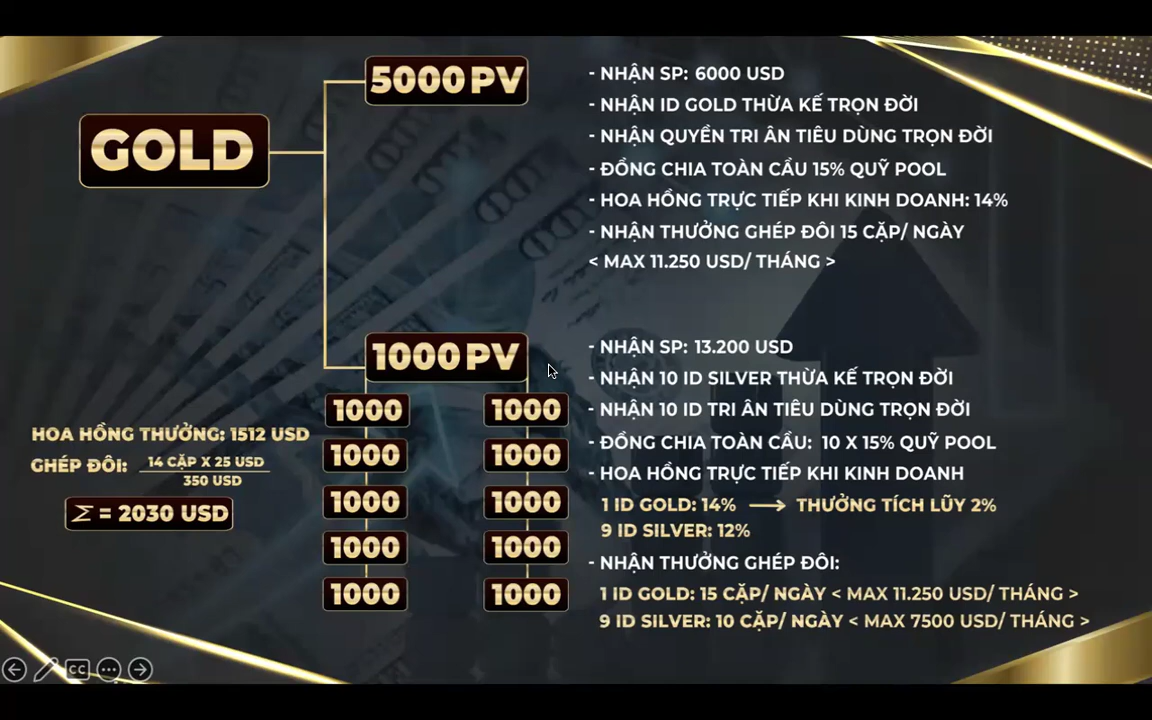 GOLD
5000 PV
- NHẬN SP: 6000 USD
- NHẬN ID GOLD THỪA KẾ TRỌN ĐỜI
- NHẬN QUYỀN TRI ÂN TIÊU DÙNG TRỌN ĐỜI
- ĐỒNG CHIA TOÀN CẦU 15% QUỸ POOL
- HOA HỒNG TRỰC TIẾP KHI KINH DOANH: 14%
- NHẬN THƯỞNG GHÉP ĐÔI 15 CẶP/ NGÀY
< MAX 11.250 USD/ THÁNG >
1000 PV
1000 1000
1000 1000
1000 1000
1000 1000
1000 1000
HOA HỒNG THƯỞNG: 1512 USD
GHÉP ĐÔI: 14 CẶP X 25 USD
350 USD
Σ = 2030 USD
- NHẬN SP: 13.200 USD
- NHẬN 10 ID SILVER THỪA KẾ TRỌN ĐỜI
- NHẬN 10 ID TRI ÂN TIÊU DÙNG TRỌN ĐỜI
- ĐỒNG CHIA TOÀN CẦU: 10 X 15% QUỸ POOL
- HOA HỒNG TRỰC TIẾP KHI KINH DOANH
1 ID GOLD: 14% → THƯỞNG TÍCH LŨY 2%
9 ID SILVER: 12%
- NHẬN THƯỞNG GHÉP ĐÔI:
1 ID GOLD: 15 CẶP/ NGÀY < MAX 11.250 USD/ THÁNG >
9 ID SILVER: 10 CẶP/ NGÀY < MAX 7500 USD/ THÁNG >
CC